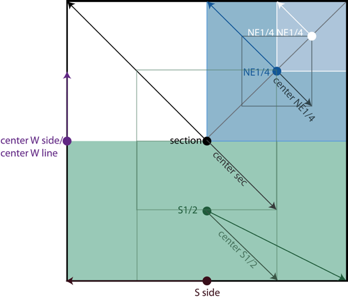 NE1/4 NE1/4
NE1/4
center NE1/4
center W side/
center W line
section
center sec
S1/2
center S1/2
S side